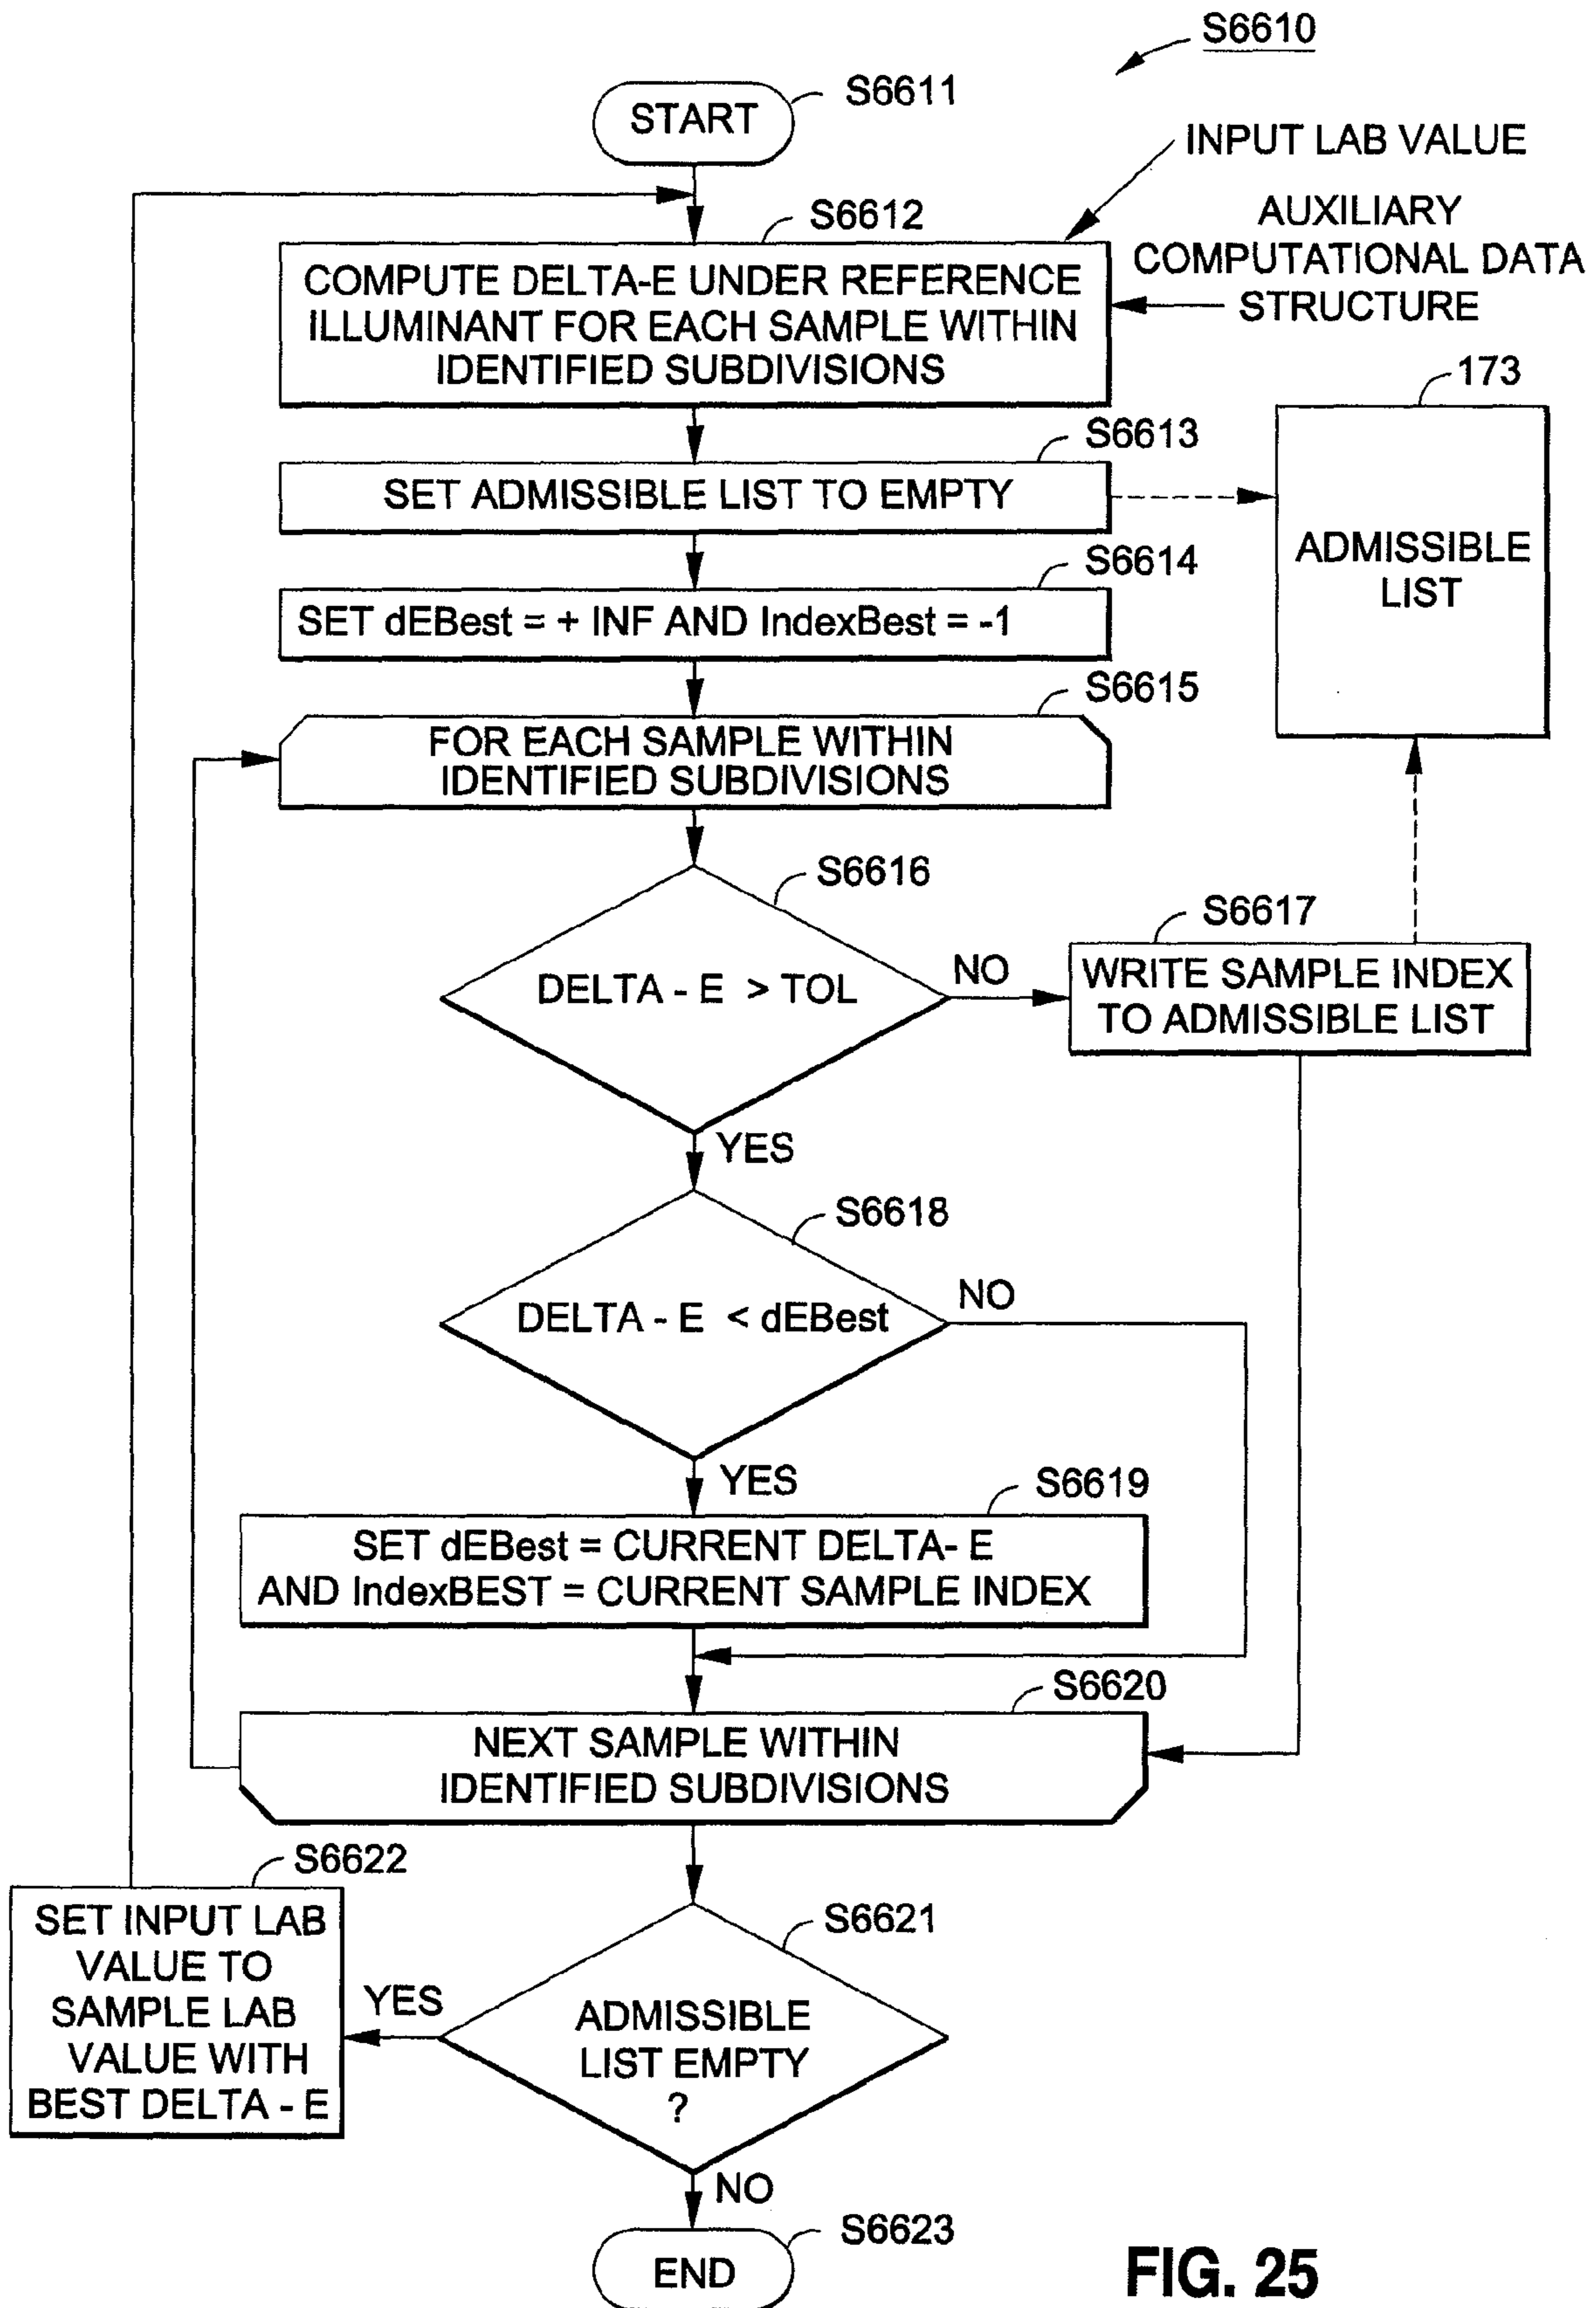 S6610
START
S6611
INPUT LAB VALUE
S6612
AUXILIARY
COMPUTATIONAL DATA
STRUCTURE
COMPUTE DELTA-E UNDER REFERENCE
ILLUMINANT FOR EACH SAMPLE WITHIN
IDENTIFIED SUBDIVISIONS
173
S6613
SET ADMISSIBLE LIST TO EMPTY
ADMISSIBLE
LIST
S6614
SET dEBest = + INF AND IndexBest = -1
S6615
FOR EACH SAMPLE WITHIN
IDENTIFIED SUBDIVISIONS
S6616
DELTA - E > TOL
NO
S6617
WRITE SAMPLE INDEX
TO ADMISSIBLE LIST
YES
S6618
DELTA - E < dEBest
NO
YES
S6619
SET dEBest = CURRENT DELTA- E
AND IndexBEST = CURRENT SAMPLE INDEX
S6620
NEXT SAMPLE WITHIN
IDENTIFIED SUBDIVISIONS
S6622
SET INPUT LAB
VALUE TO
SAMPLE LAB
VALUE WITH
BEST DELTA - E
YES
S6621
ADMISSIBLE
LIST EMPTY
?
NO
S6623
END
FIG. 25